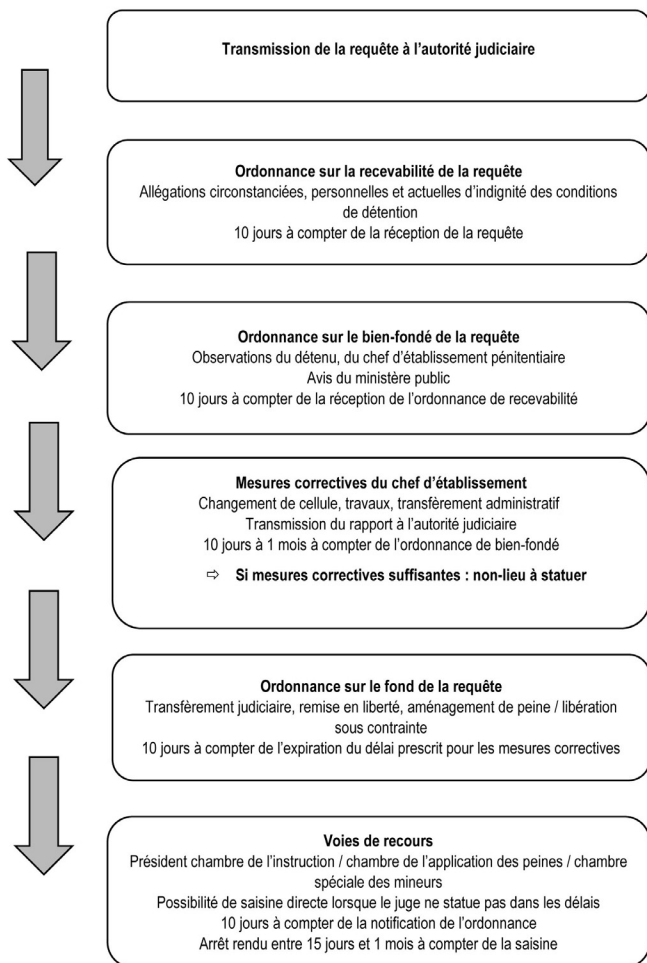 Transmission de la requête à l’autorité judiciaire
Ordonnance sur la recevabilité de la requête
Allégations circonstanciées, personnelles et actuelles d’indignité des conditions
de détention
10 jours à compter de la réception de la requête
Ordonnance sur le bien-fondé de la requête
Observations du détenu, du chef d’établissement pénitentiaire
Avis du ministère public
10 jours à compter de la réception de l’ordonnance de recevabilité
Mesures correctives du chef d’établissement
Changement de cellule, travaux, transfèrement administratif
Transmission du rapport à l’autorité judiciaire
10 jours à 1 mois à compter de l’ordonnance de bien-fondé
⇨ Si mesures correctives suffisantes : non-lieu à statuer
Ordonnance sur le fond de la requête
Transfèrement judiciaire, remise en liberté, aménagement de peine / libération
sous contrainte
10 jours à compter de l’expiration du délai prescrit pour les mesures correctives
Voies de recours
Président chambre de l’instruction / chambre de l’application des peines / chambre
spéciale des mineurs
Possibilité de saisine directe lorsque le juge ne statue pas dans les délais
10 jours à compter de la notification de l’ordonnance
Arrêt rendu entre 15 jours et 1 mois à compter de la saisine